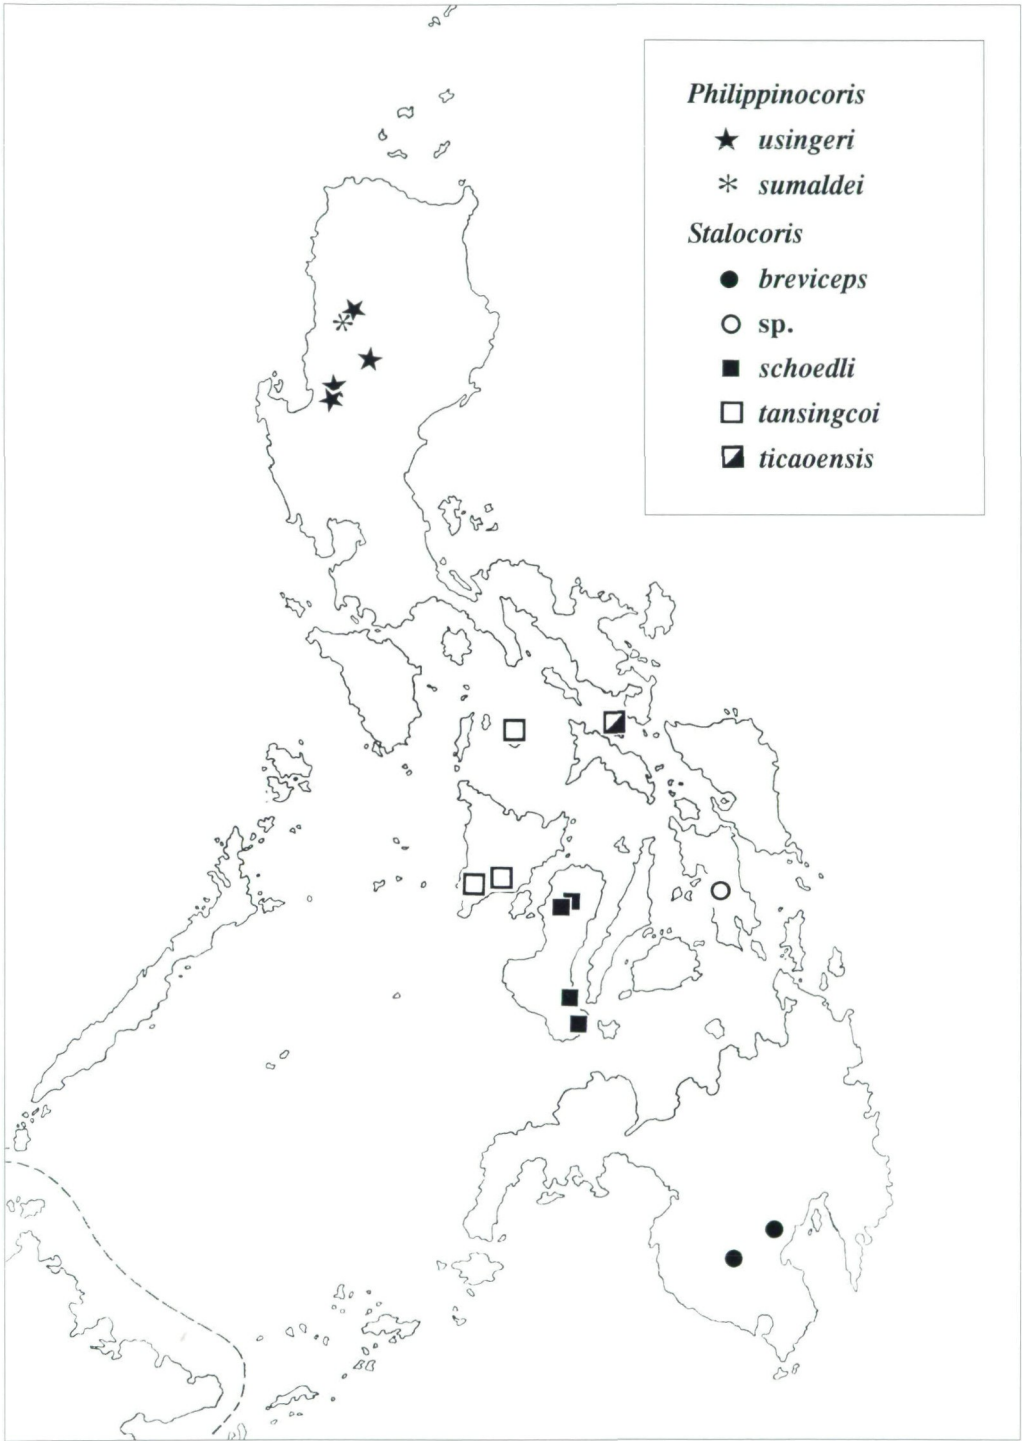 Philippinocoris
usingeri
sumaldei
Stalocoris
breviceps
sp.
schoedli
tansingcoi
ticaoensis